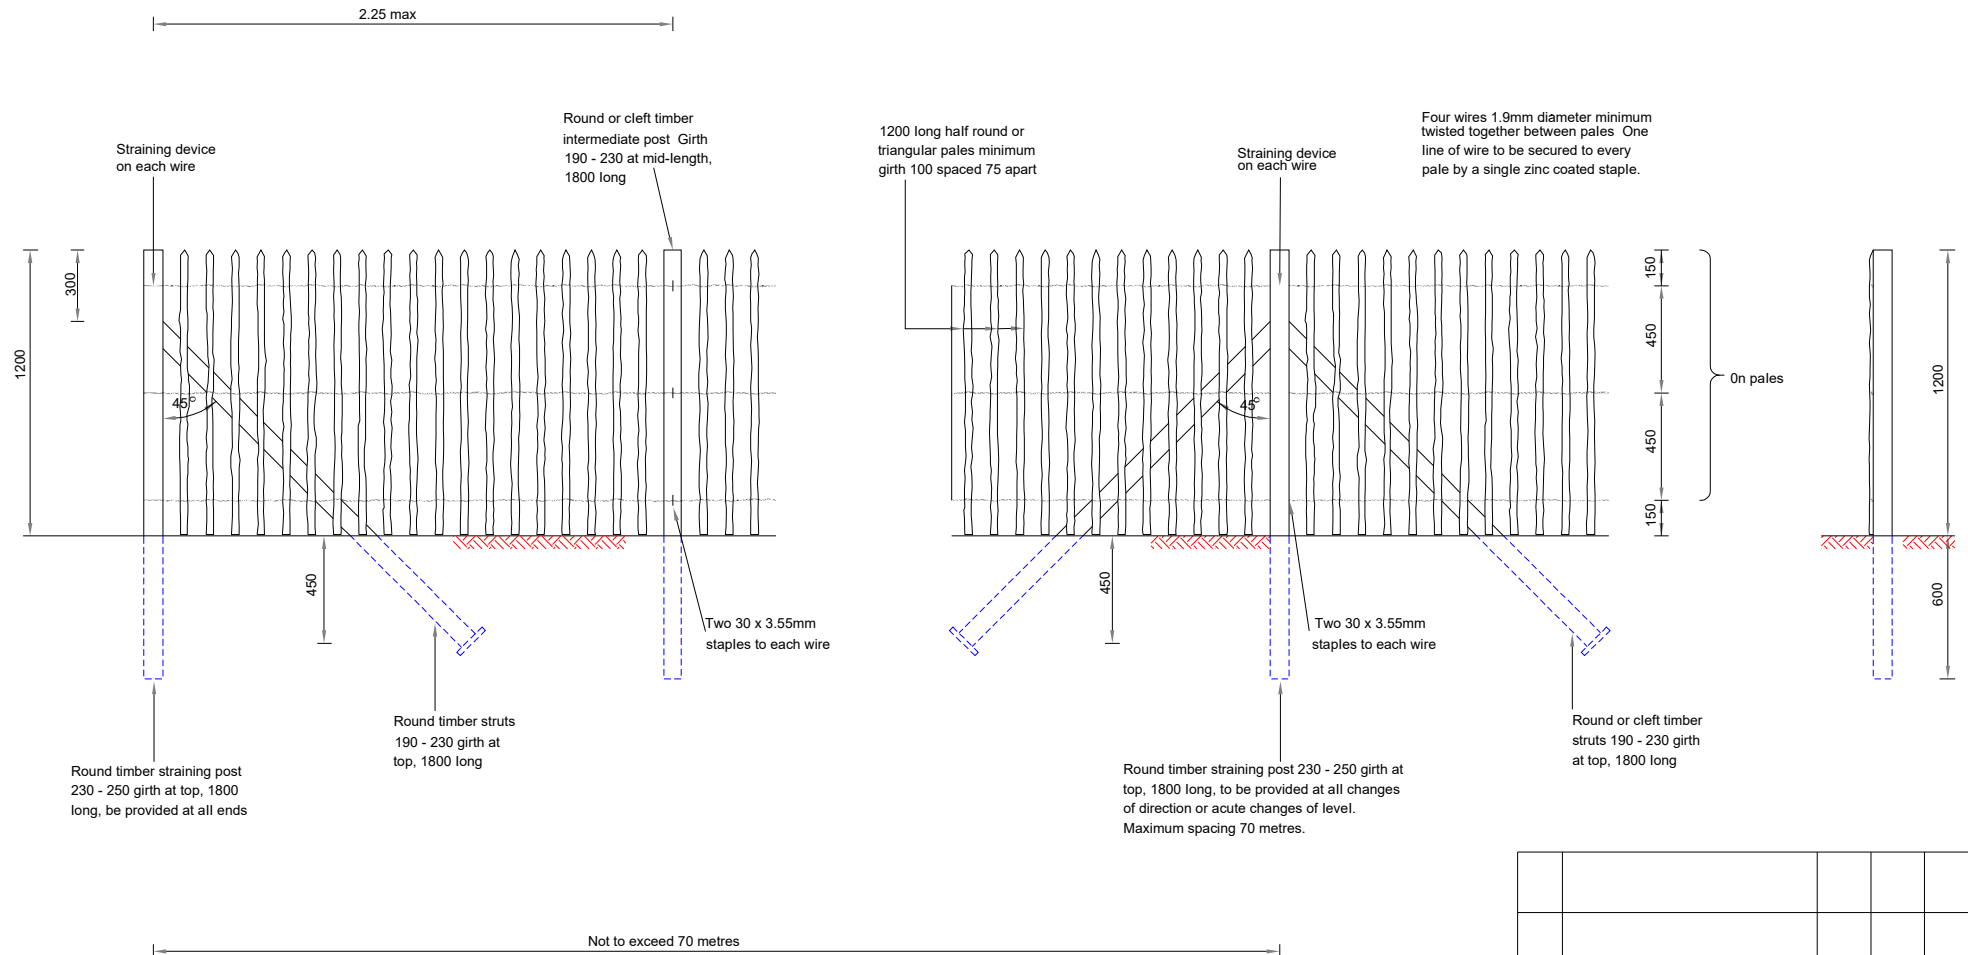 2.25 max
Straining device
on each wire
Round or cleft timber
intermediate post Girth
190 - 230 at mid-length,
1800 long
1200 long half round or
triangular pales minimum
girth 100 spaced 75 apart
Straining device
on each wire
Four wires 1.9mm diameter minimum
twisted together between pales One
line of wire to be secured to every
pale by a single zinc coated staple.
1200
300
45°
450
45°
450
150
450
450
150
0n pales
1200
600
Two 30 x 3.55mm
staples to each wire
Two 30 x 3.55mm
staples to each wire
Round timber struts
190 - 230 girth at
top, 1800 long
Round or cleft timber
struts 190 - 230 girth
at top, 1800 long
Round timber straining post
230 - 250 girth at top, 1800
long, be provided at all ends
Round timber straining post 230 - 250 girth at
top, 1800 long, to be provided at all changes
of direction or acute changes of level.
Maximum spacing 70 metres.
Not to exceed 70 metres